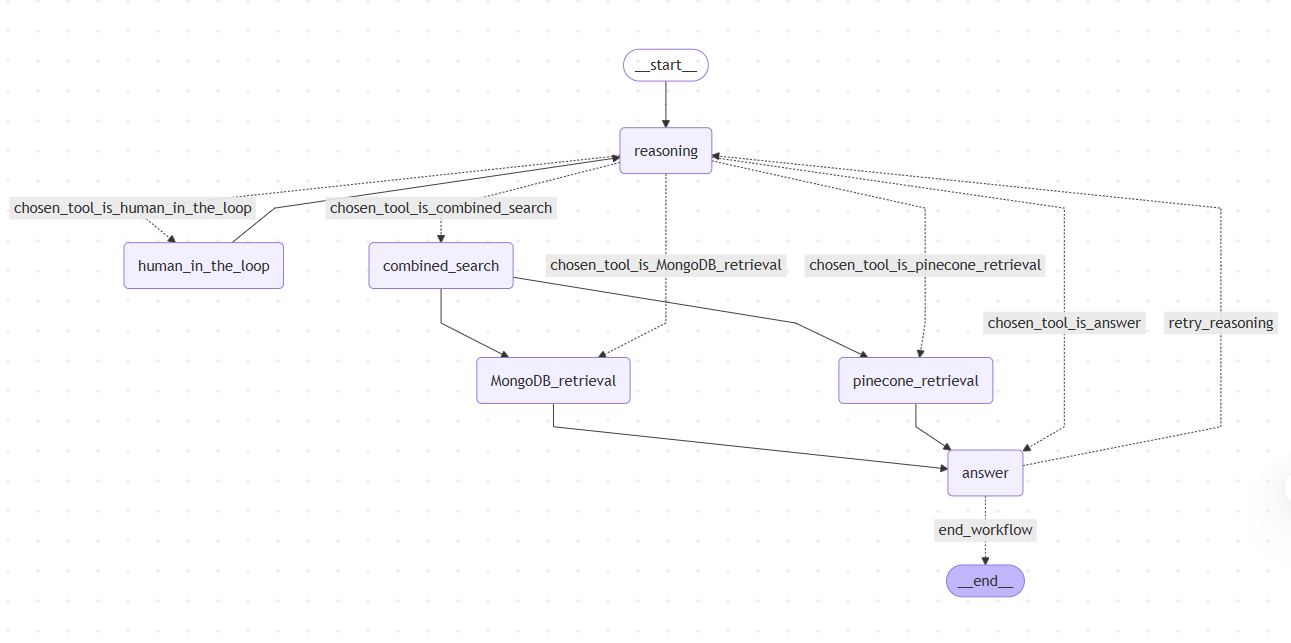 __start__
reasoning
chosen_tool_is_human_in_the_loop
chosen_tool_is_combined_search
human_in_the_loop
combined_search
chosen_tool_is_MongoDB_retrieval
chosen_tool_is_pinecone_retrieval
chosen_tool_is_answer
retry_reasoning
MongoDB_retrieval
pinecone_retrieval
answer
end_workflow
__end__